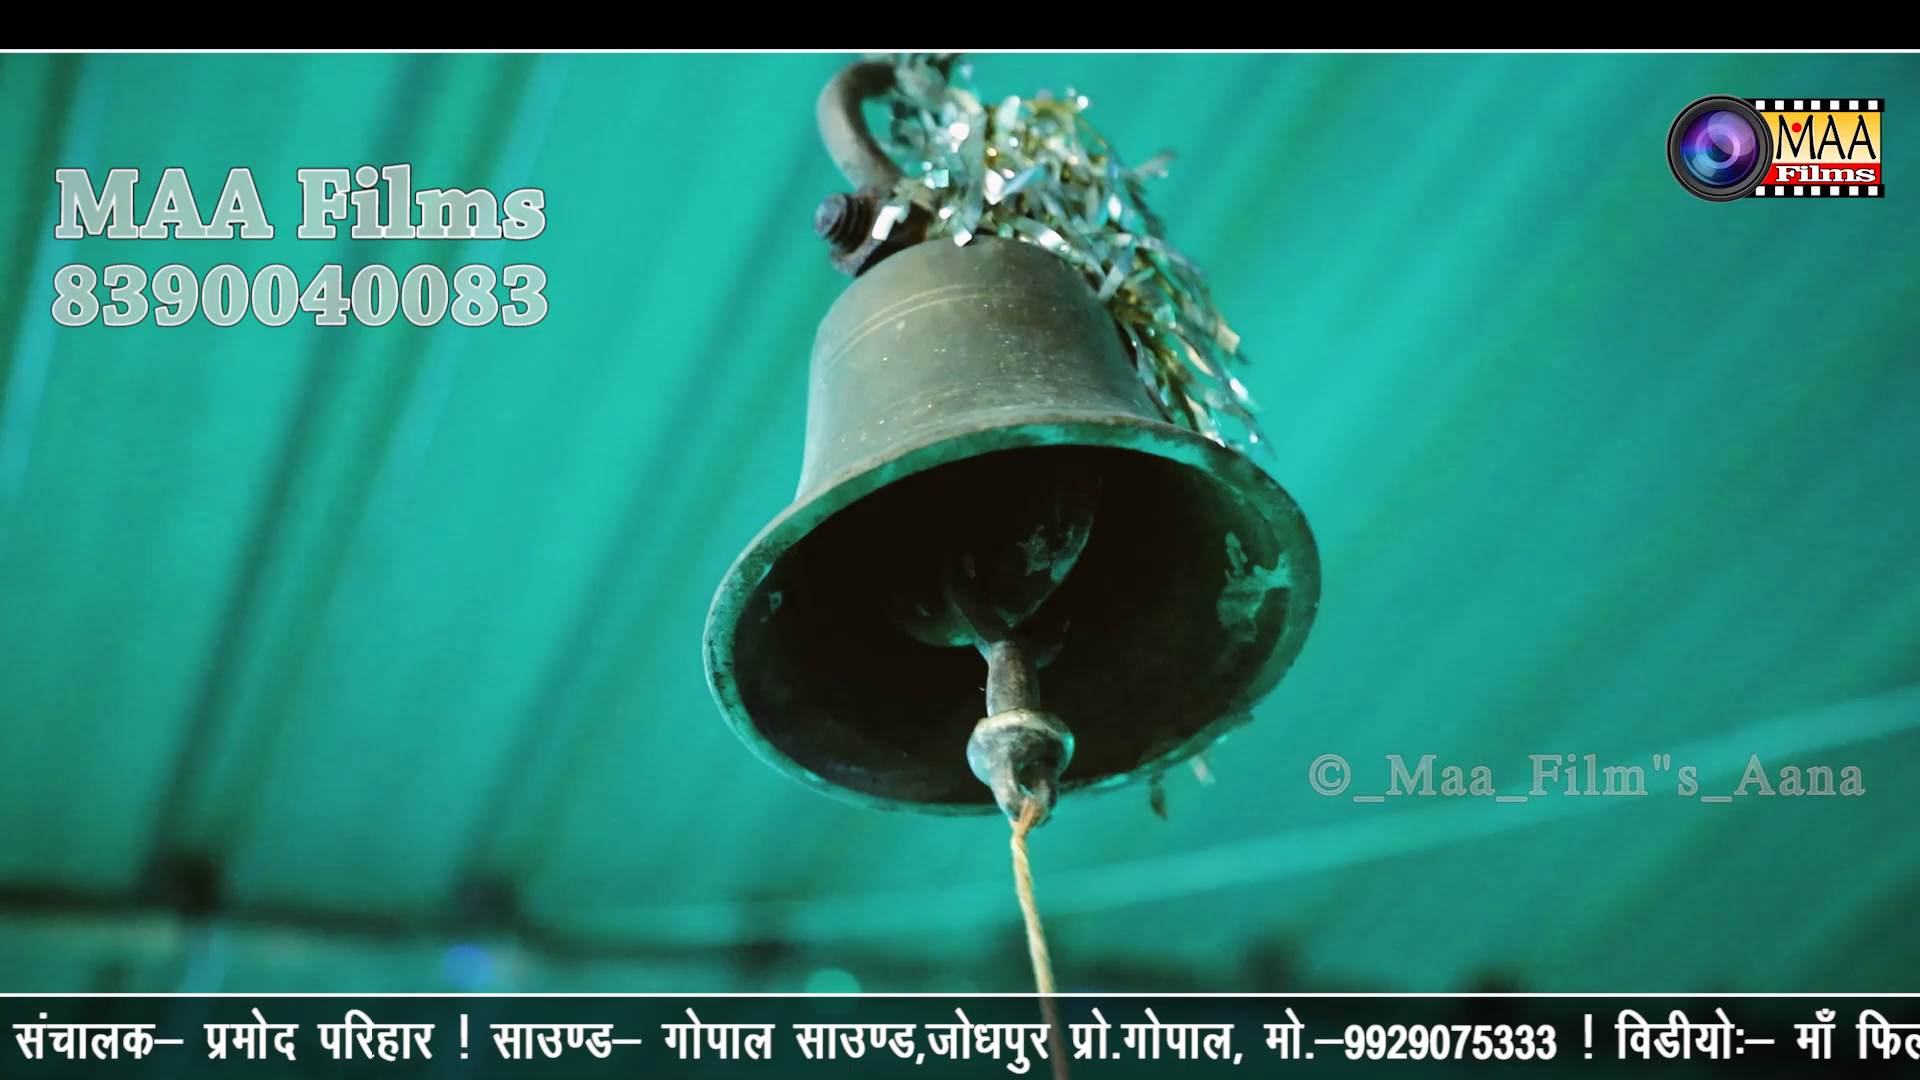 MAA Films
8390040083
MAA
Films
©_Maa_Film"s_Aana
संचालक– प्रमोद परिहार ! साउण्ड– गोपाल साउण्ड,जोधपुर प्रो.गोपाल, मो.–9929075333 ! विडीयोः– माँ